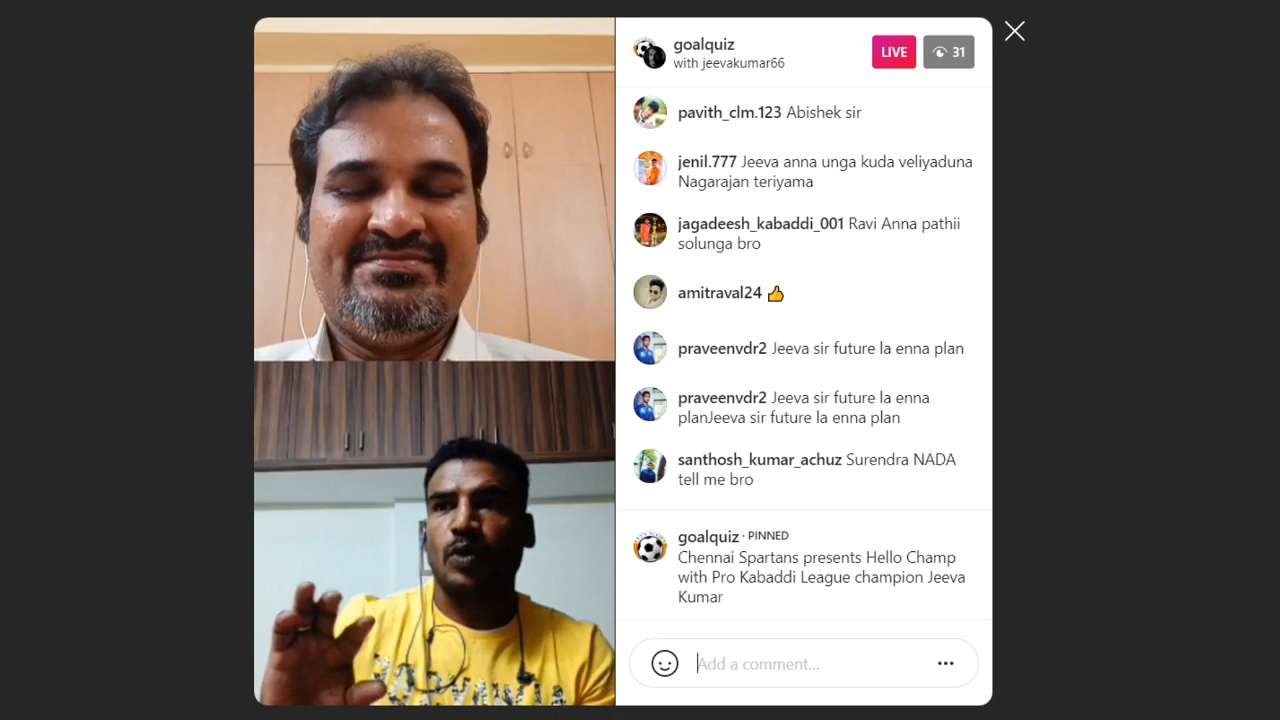 goalquiz
with jeevakumar66
LIVE
31
pavith_clm.123 Abishek sir
jenil.777 Jeeva anna unga kuda veliyaduna
Nagarajan teriyama
jagadeesh_kabaddi_001 Ravi Anna pathii
solunga bro
amitraval24 👍
praveenvdr2 Jeeva sir future la enna plan
praveenvdr2 Jeeva sir future la enna
planJeeva sir future la enna plan
santhosh_kumar_achuz Surendra NADA
tell me bro
goalquiz · PINNED
Chennai Spartans presents Hello Champ
with Pro Kabaddi League champion Jeeva
Kumar
Add a comment...